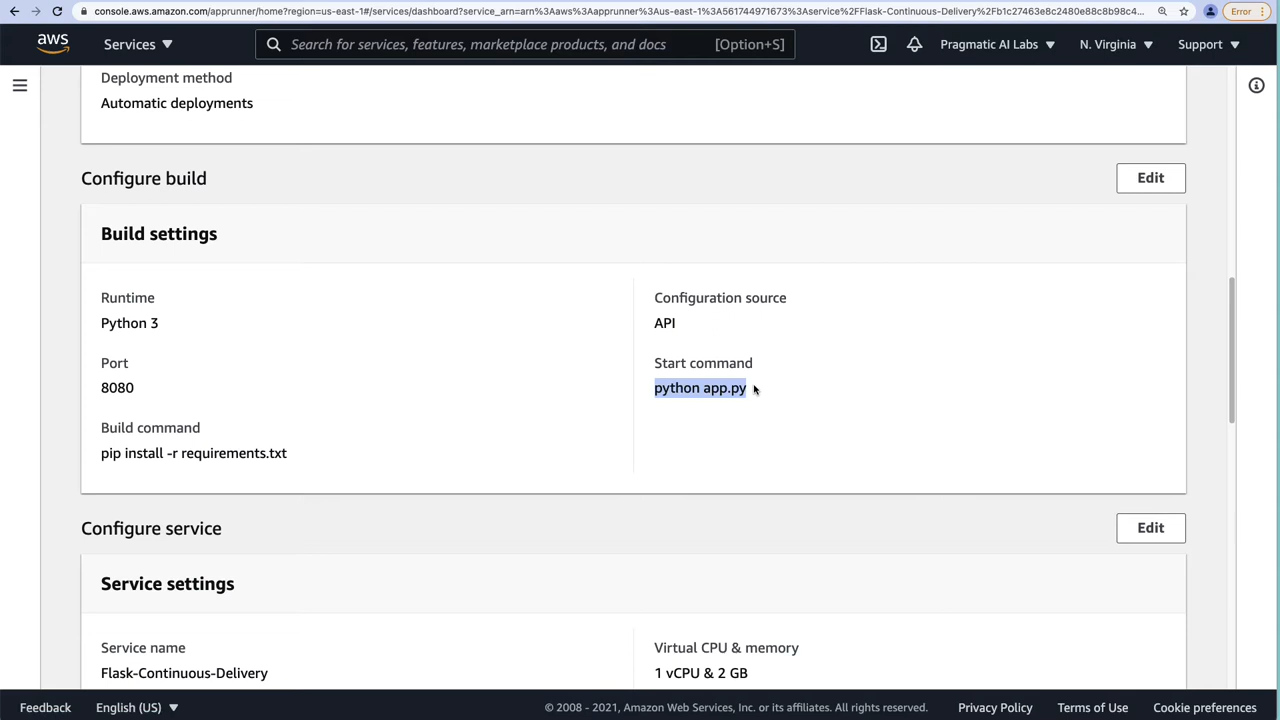 console.aws.amazon.com/apprunner/home?region=us-east-1#/services/dashboard?service_arn=arn%3Aaws%3Aapprunner%3Aus-east-1%3A561744971673%3Aservice%2FFlask-Continuous-Delivery%2Fb1c27463e8c2480e88c8b98c4...
Error
aws
Services
Search for services, features, marketplace products, and docs
[Option+S]
Pragmatic AI Labs
N. Virginia
Support
Deployment method
Automatic deployments
Configure build
Edit
Build settings
Runtime
Python 3
Configuration source
API
Port
8080
Start command
python app.py
Build command
pip install -r requirements.txt
Configure service
Edit
Service settings
Service name
Flask-Continuous-Delivery
Virtual CPU & memory
1 vCPU & 2 GB
Feedback
English (US)
© 2008 - 2021, Amazon Web Services, Inc. or its affiliates. All rights reserved.
Privacy Policy
Terms of Use
Cookie preferences